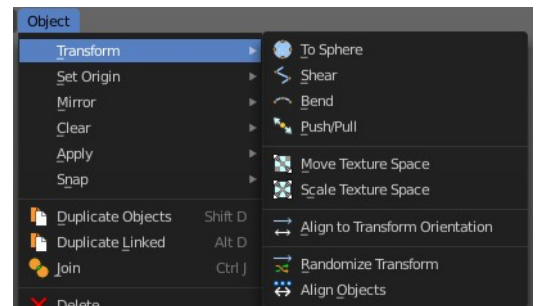 Object
Transform
Set Origin
Mirror
Clear
Apply
Snap
Duplicate Objects Shift D
Duplicate Linked Alt D
Join Ctrl J
Delete
To Sphere
Shear
Bend
Push/Pull
Move Texture Space
Scale Texture Space
Align to Transform Orientation
Randomize Transform
Align Objects